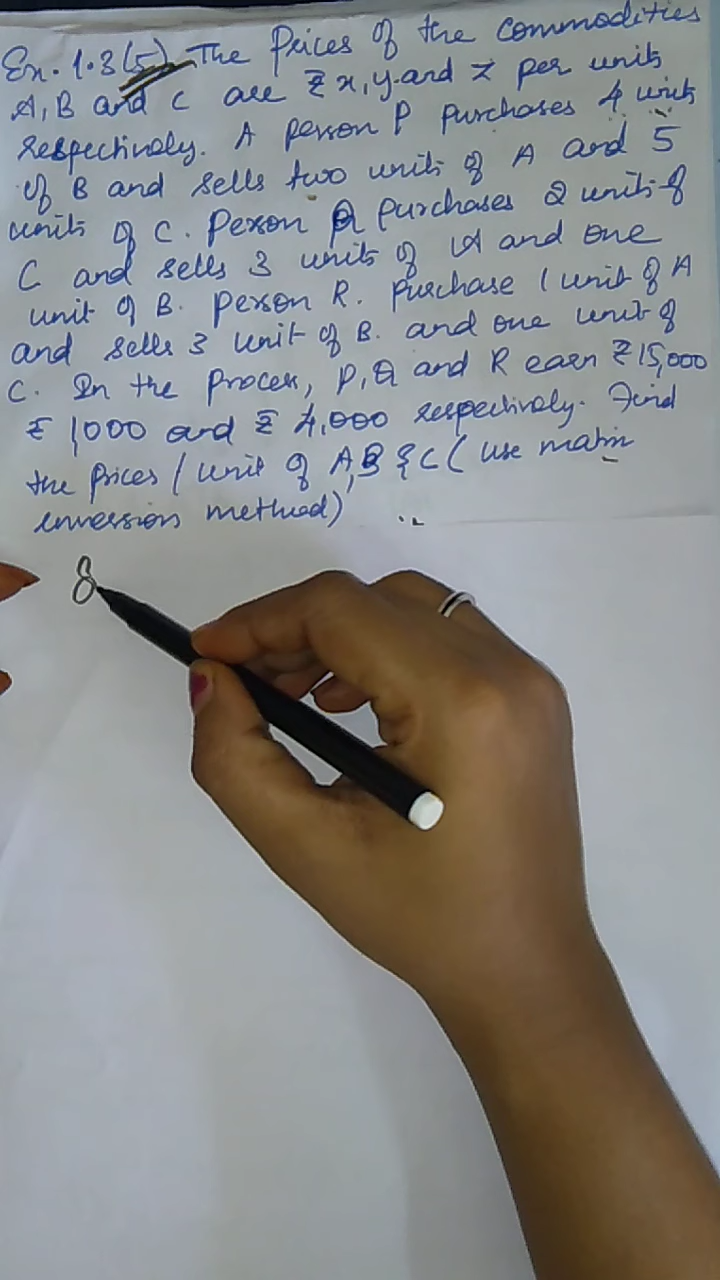 Ex. 1.3(5) The Prices of the commodities
A, B and C are ₹ x, y and z per units
respectively. A person P purchases 4 units
of B and sells two units of A and 5
units of C. Person Q purchases 2 units of
C and sells 3 units of A and one
unit of B. Person R. Purchase 1 unit of A
and sells 3 unit of B. and one unit of
C. In the process, P, Q and R earn ₹ 15,000
₹ 1,000 and ₹ 4,000 respectively. Find
the prices / unit of A, B & C ( use matrix
inversion method)
8